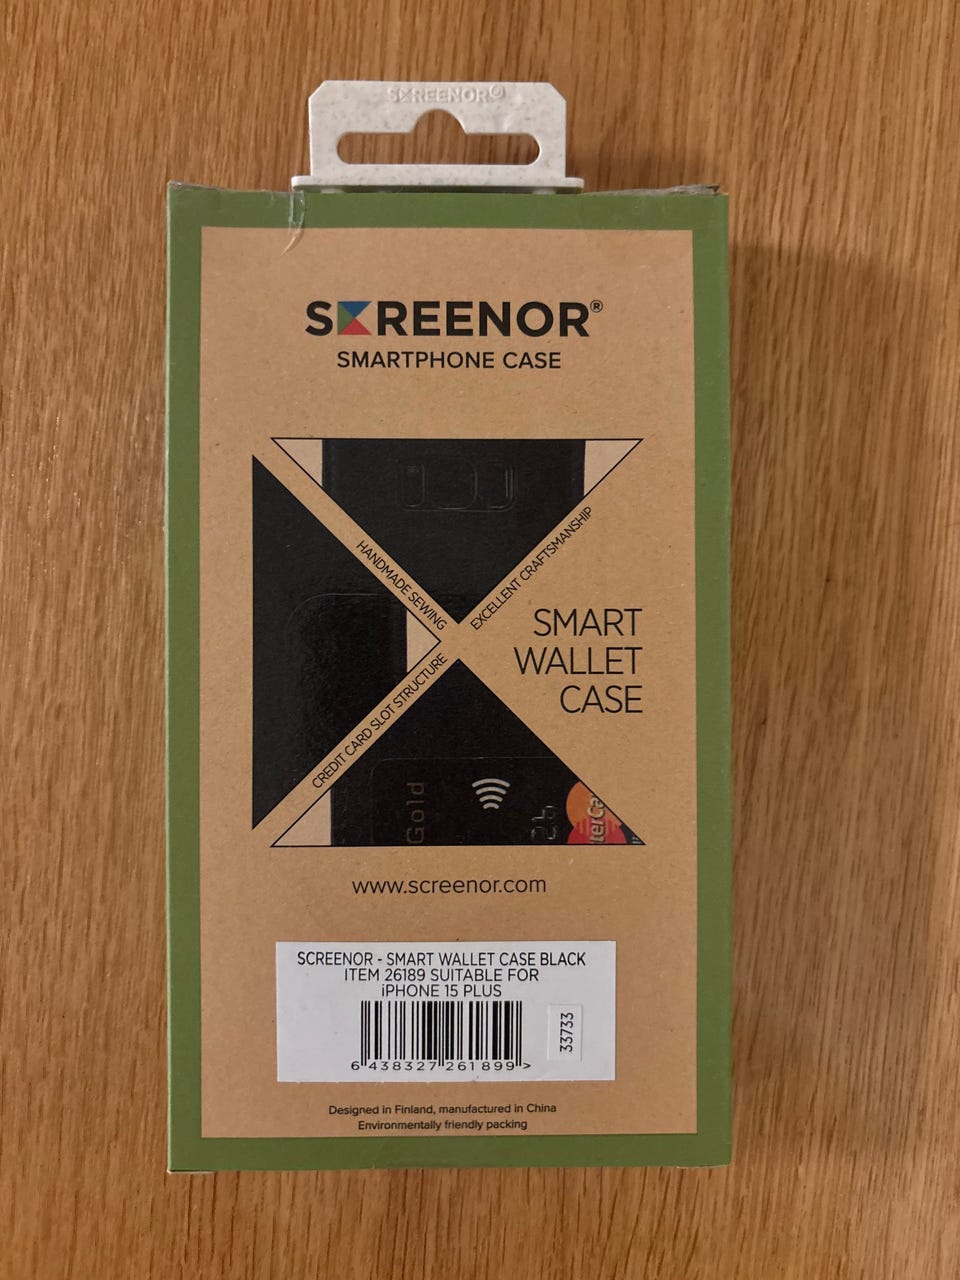 SCREENOR®
SCREENOR®
SMARTPHONE CASE
HANDMADE SEWING
EXCELLENT CRAFTSMANSHIP
SMART
WALLET
CASE
CREDIT CARD SLOT STRUCTURE
Gold
26
terCa
www.screenor.com
SCREENOR - SMART WALLET CASE BLACK
ITEM 26189 SUITABLE FOR
iPHONE 15 PLUS
33733
6 438327 261899 >
Designed in Finland, manufactured in China
Environmentally friendly packing